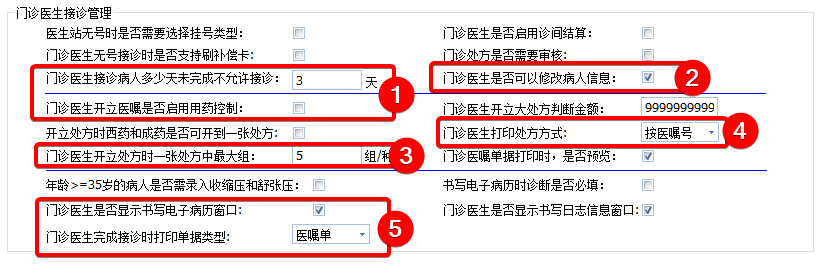 门诊医生接诊管理
医生站无号时是否需要选择挂号类型： 门诊医生是否启用诊间结算：
门诊医生无号接诊时是否支持刷补偿卡： 门诊处方是否需要审核：
门诊医生接诊病人多少天未完成不允许接诊： 3 天 1 门诊医生是否可以修改病人信息： 2
门诊医生开立医嘱是否启用用药控制： 门诊医生开立大处方判断金额： 9999999999
开立处方时西药和成药是否可开到一张处方： 门诊医生打印处方方式： 按医嘱号 4
门诊医生开立处方时一张处方中最大组： 5 组/种 3 门诊医嘱单据打印时，是否预览：
年龄>=35岁的病人是否需录入收缩压和舒张压： 书写电子病历时诊断是否必填：
门诊医生是否显示书写电子病历窗口： 5 门诊医生是否显示书写日志信息窗口：
门诊医生完成接诊时打印单据类型： 医嘱单